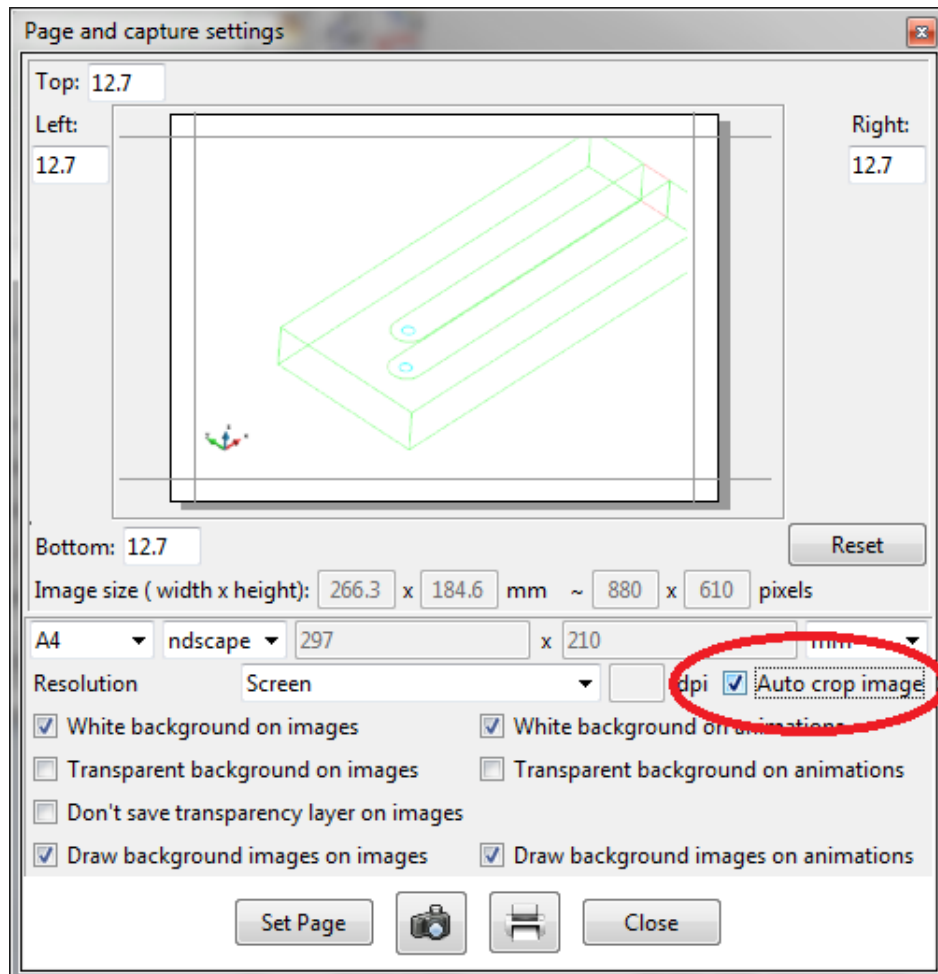 Page and capture settings
Top: 12.7
Left:
Right:
12.7
12.7
Bottom: 12.7
Reset
Image size ( width x height): 266.3 x 184.6 mm ~ 880 x 610 pixels
A4 ndscape 297 x 210 mm
Resolution Screen dpi Auto crop image
White background on images
White background on animations
Transparent background on images
Transparent background on animations
Don't save transparency layer on images
Draw background images on images
Draw background images on animations
Set Page
Close